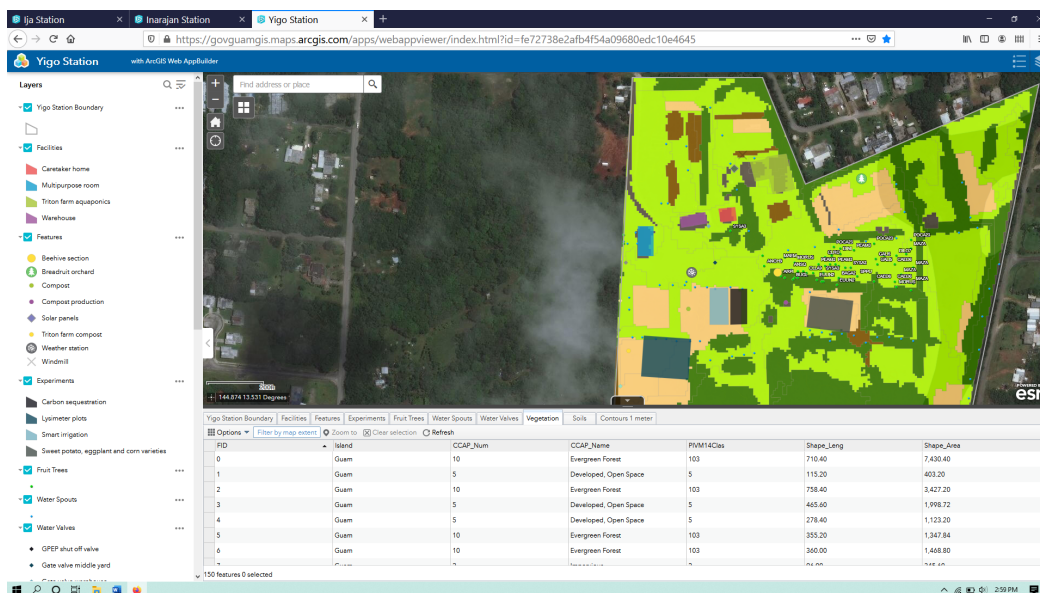 Ija Station
Inarajan Station
Yigo Station
https://govguamgis.maps.arcgis.com/apps/webappviewer/index.html?id=fe72738e2afb4f54a09680edc10e4645
Yigo Station with ArcGIS Web AppBuilder
Layers
Yigo Station Boundary
Facilities
Caretaker home
Multipurpose room
Triton farm aquaponics
Warehouse
Features
Beehive section
Breadruit orchard
Compost
Compost production
Solar panels
Triton farm compost
Weather station
Windmill
Experiments
Carbon sequestration
Lysimeter plots
Smart irrigation
Sweet potato, eggplant and corn varieties
Fruit Trees
Water Spouts
Water Valves
GPEP shut off valve
Gate valve middle yard
Find address or place
144.874 13.531 Degrees
POWERED BY
esri
Yigo Station Boundary Facilities Features Experiments Fruit Trees Water Spouts Water Valves Vegetation Soils Contours 1 meter
Options Filter by map extent Zoom to Clear selection Refresh
FID Island CCAP_Num CCAP_Name PIVM14Clas Shape_Leng Shape_Area
0 Guam 10 Evergreen Forest 103 710.40 7,430.40
1 Guam 5 Developed, Open Space 5 115.20 403.20
2 Guam 10 Evergreen Forest 103 758.40 3,427.20
3 Guam 5 Developed, Open Space 5 465.60 1,998.72
4 Guam 5 Developed, Open Space 5 278.40 1,123.20
5 Guam 10 Evergreen Forest 103 355.20 1,347.84
6 Guam 10 Evergreen Forest 103 360.00 1,468.80
150 features 0 selected
2:59 PM